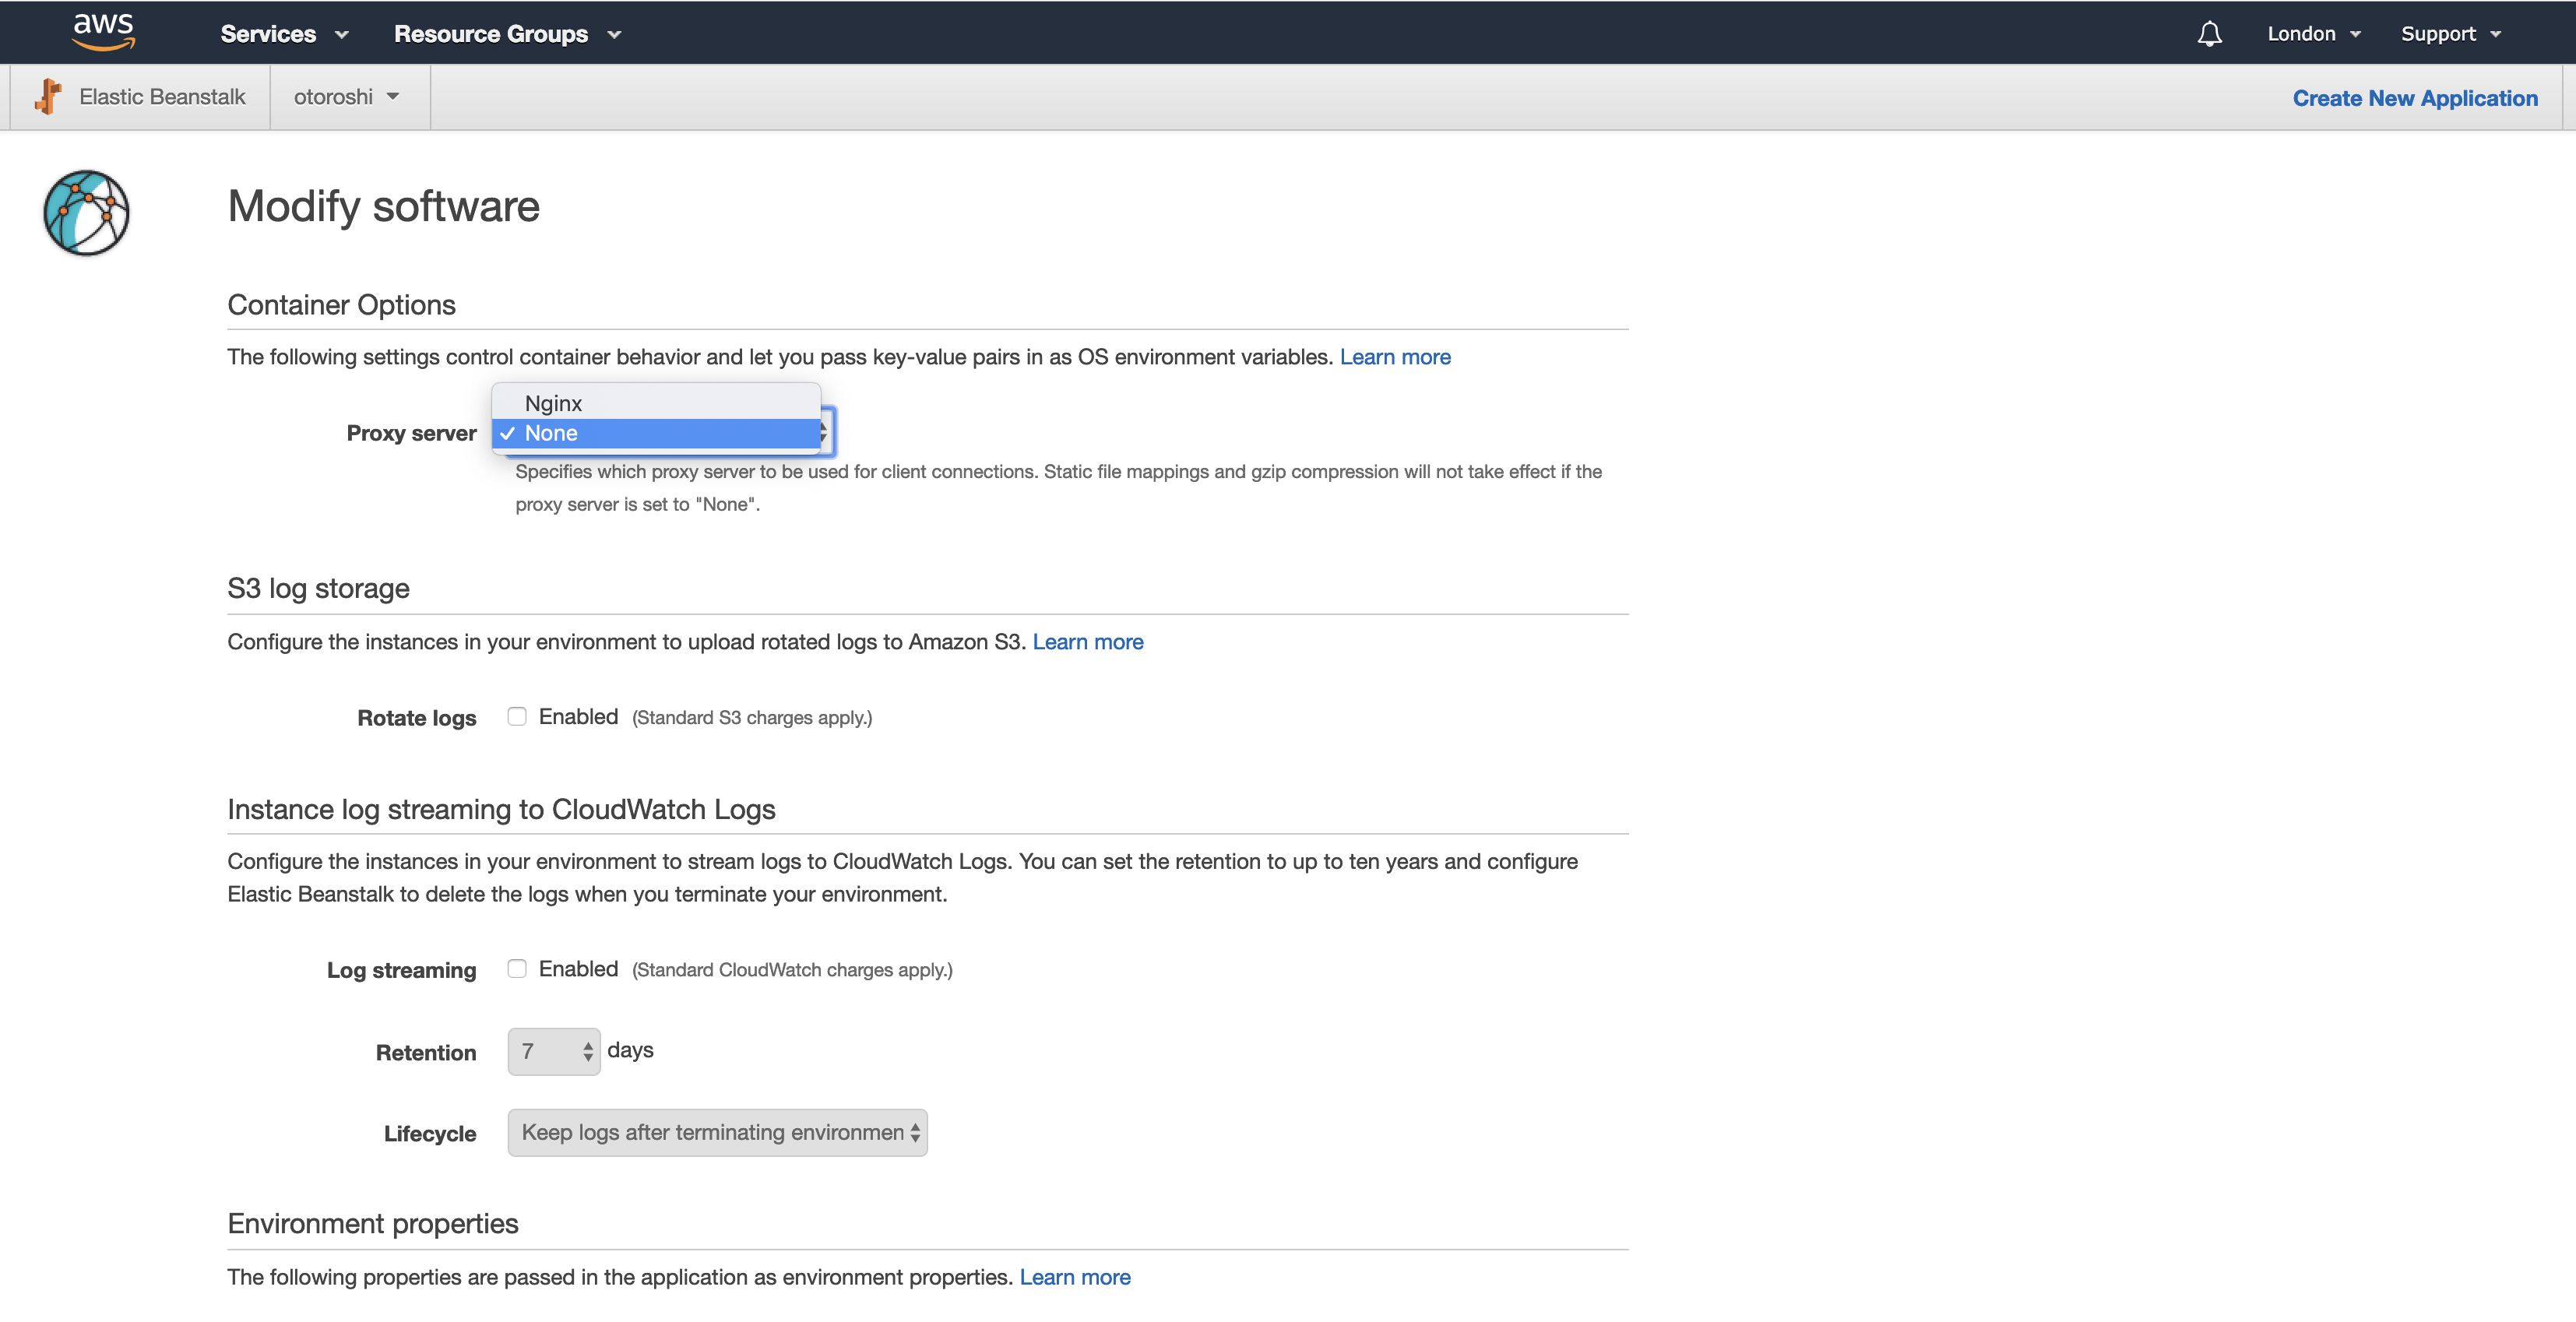 aws
Services
Resource Groups
London
Support
Elastic Beanstalk
otoroshi
Create New Application
Modify software
Container Options
The following settings control container behavior and let you pass key-value pairs in as OS environment variables. Learn more
Nginx
Proxy server
None
Specifies which proxy server to be used for client connections. Static file mappings and gzip compression will not take effect if the
proxy server is set to "None".
S3 log storage
Configure the instances in your environment to upload rotated logs to Amazon S3. Learn more
Rotate logs
Enabled (Standard S3 charges apply.)
Instance log streaming to CloudWatch Logs
Configure the instances in your environment to stream logs to CloudWatch Logs. You can set the retention to up to ten years and configure
Elastic Beanstalk to delete the logs when you terminate your environment.
Log streaming
Enabled (Standard CloudWatch charges apply.)
Retention
7
days
Lifecycle
Keep logs after terminating environmen
Environment properties
The following properties are passed in the application as environment properties. Learn more